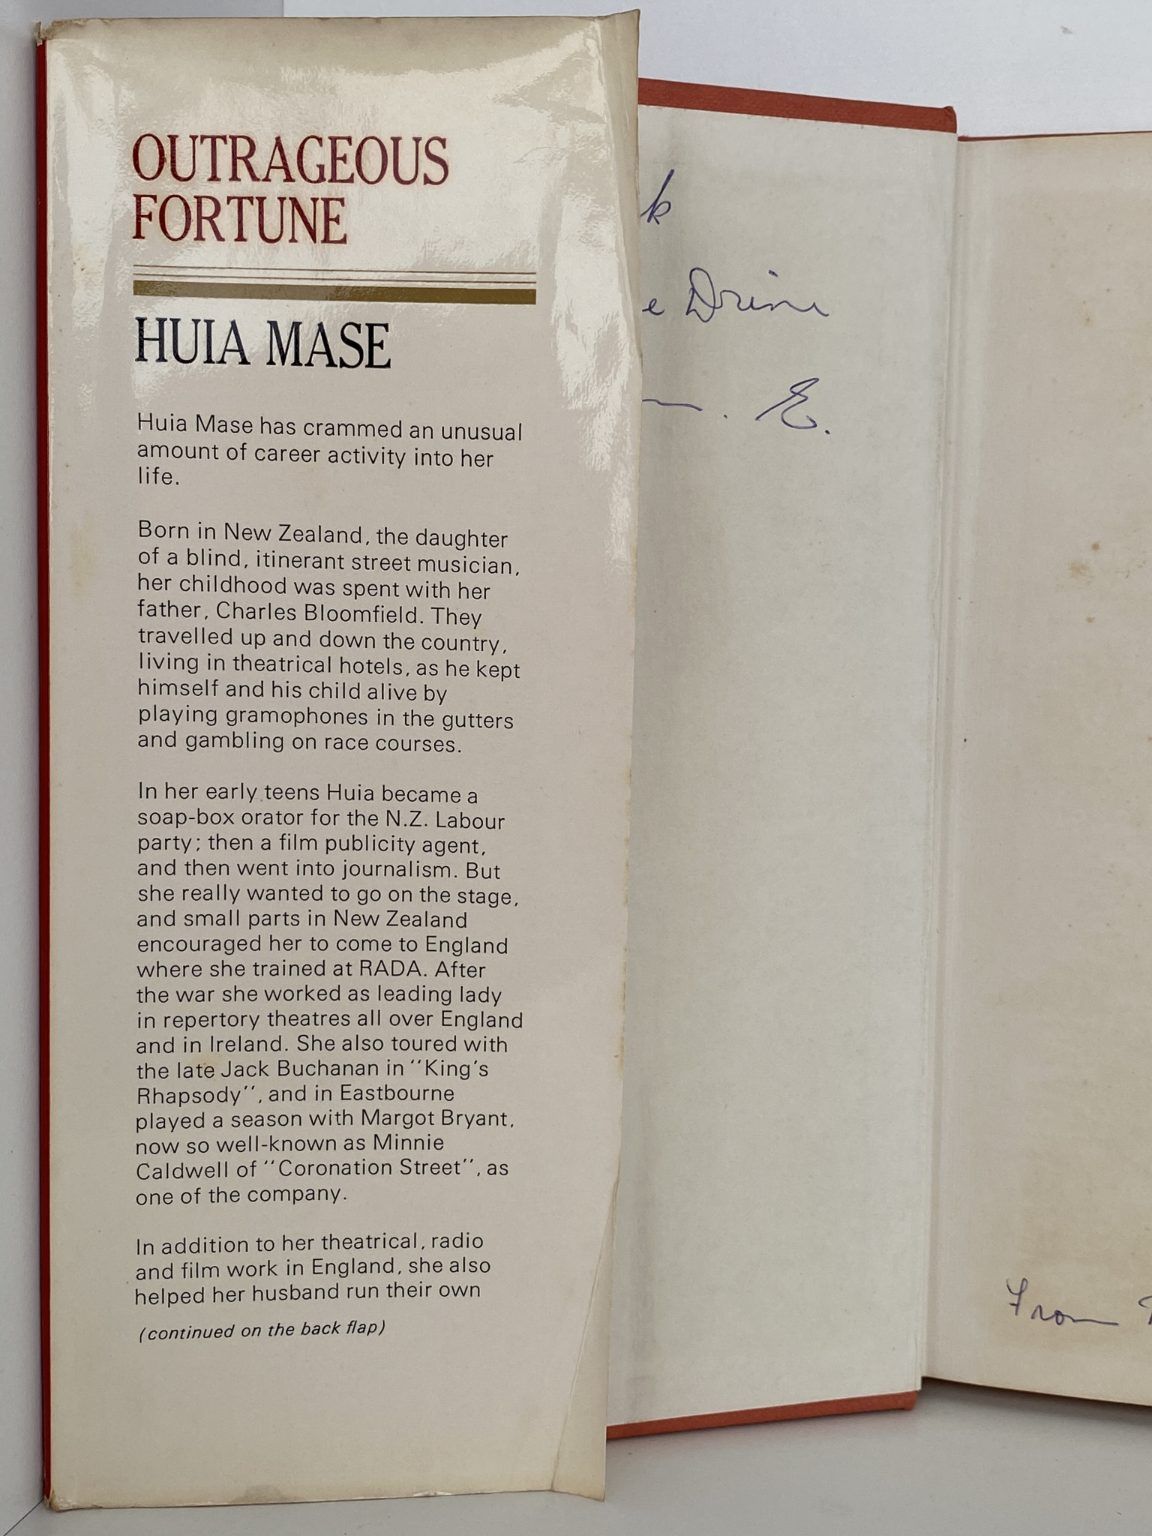 OUTRAGEOUS
FORTUNE
HUIA MASE
Huia Mase has crammed an unusual
amount of career activity into her
life.
Born in New Zealand, the daughter
of a blind, itinerant street musician,
her childhood was spent with her
father, Charles Bloomfield. They
travelled up and down the country,
living in theatrical hotels, as he kept
himself and his child alive by
playing gramophones in the gutters
and gambling on race courses.
In her early teens Huia became a
soap-box orator for the N.Z. Labour
party; then a film publicity agent,
and then went into journalism. But
she really wanted to go on the stage,
and small parts in New Zealand
encouraged her to come to England
where she trained at RADA. After
the war she worked as leading lady
in repertory theatres all over England
and in Ireland. She also toured with
the late Jack Buchanan in "King's
Rhapsody", and in Eastbourne
played a season with Margot Bryant,
now so well-known as Minnie
Caldwell of "Coronation Street", as
one of the company.
In addition to her theatrical, radio
and film work in England, she also
helped her husband run their own
(continued on the back flap)
k
e Drive
. E.
From